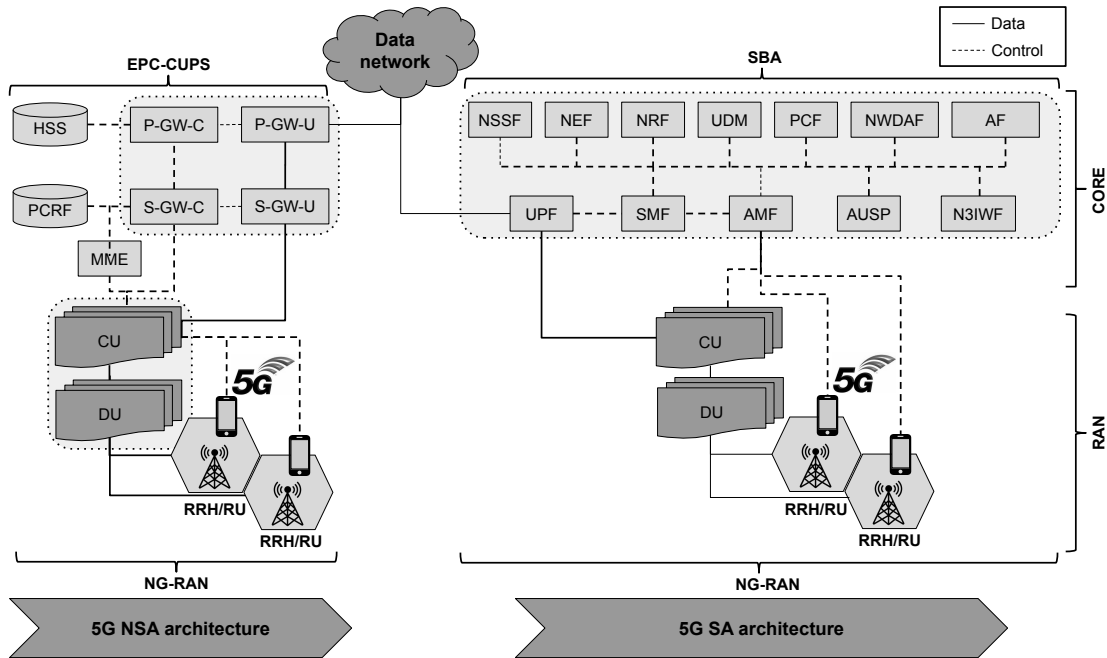 Data
network
Data
Control
EPC-CUPS
SBA
HSS
P-GW-C
P-GW-U
NSSF
NEF
NRF
UDM
PCF
NWDAF
AF
PCRF
S-GW-C
S-GW-U
UPF
SMF
AMF
AUSP
N3IWF
CORE
MME
CU
DU
5G
RRH/RU
RRH/RU
CU
DU
5G
RRH/RU
RRH/RU
RAN
NG-RAN
NG-RAN
5G NSA architecture
5G SA architecture